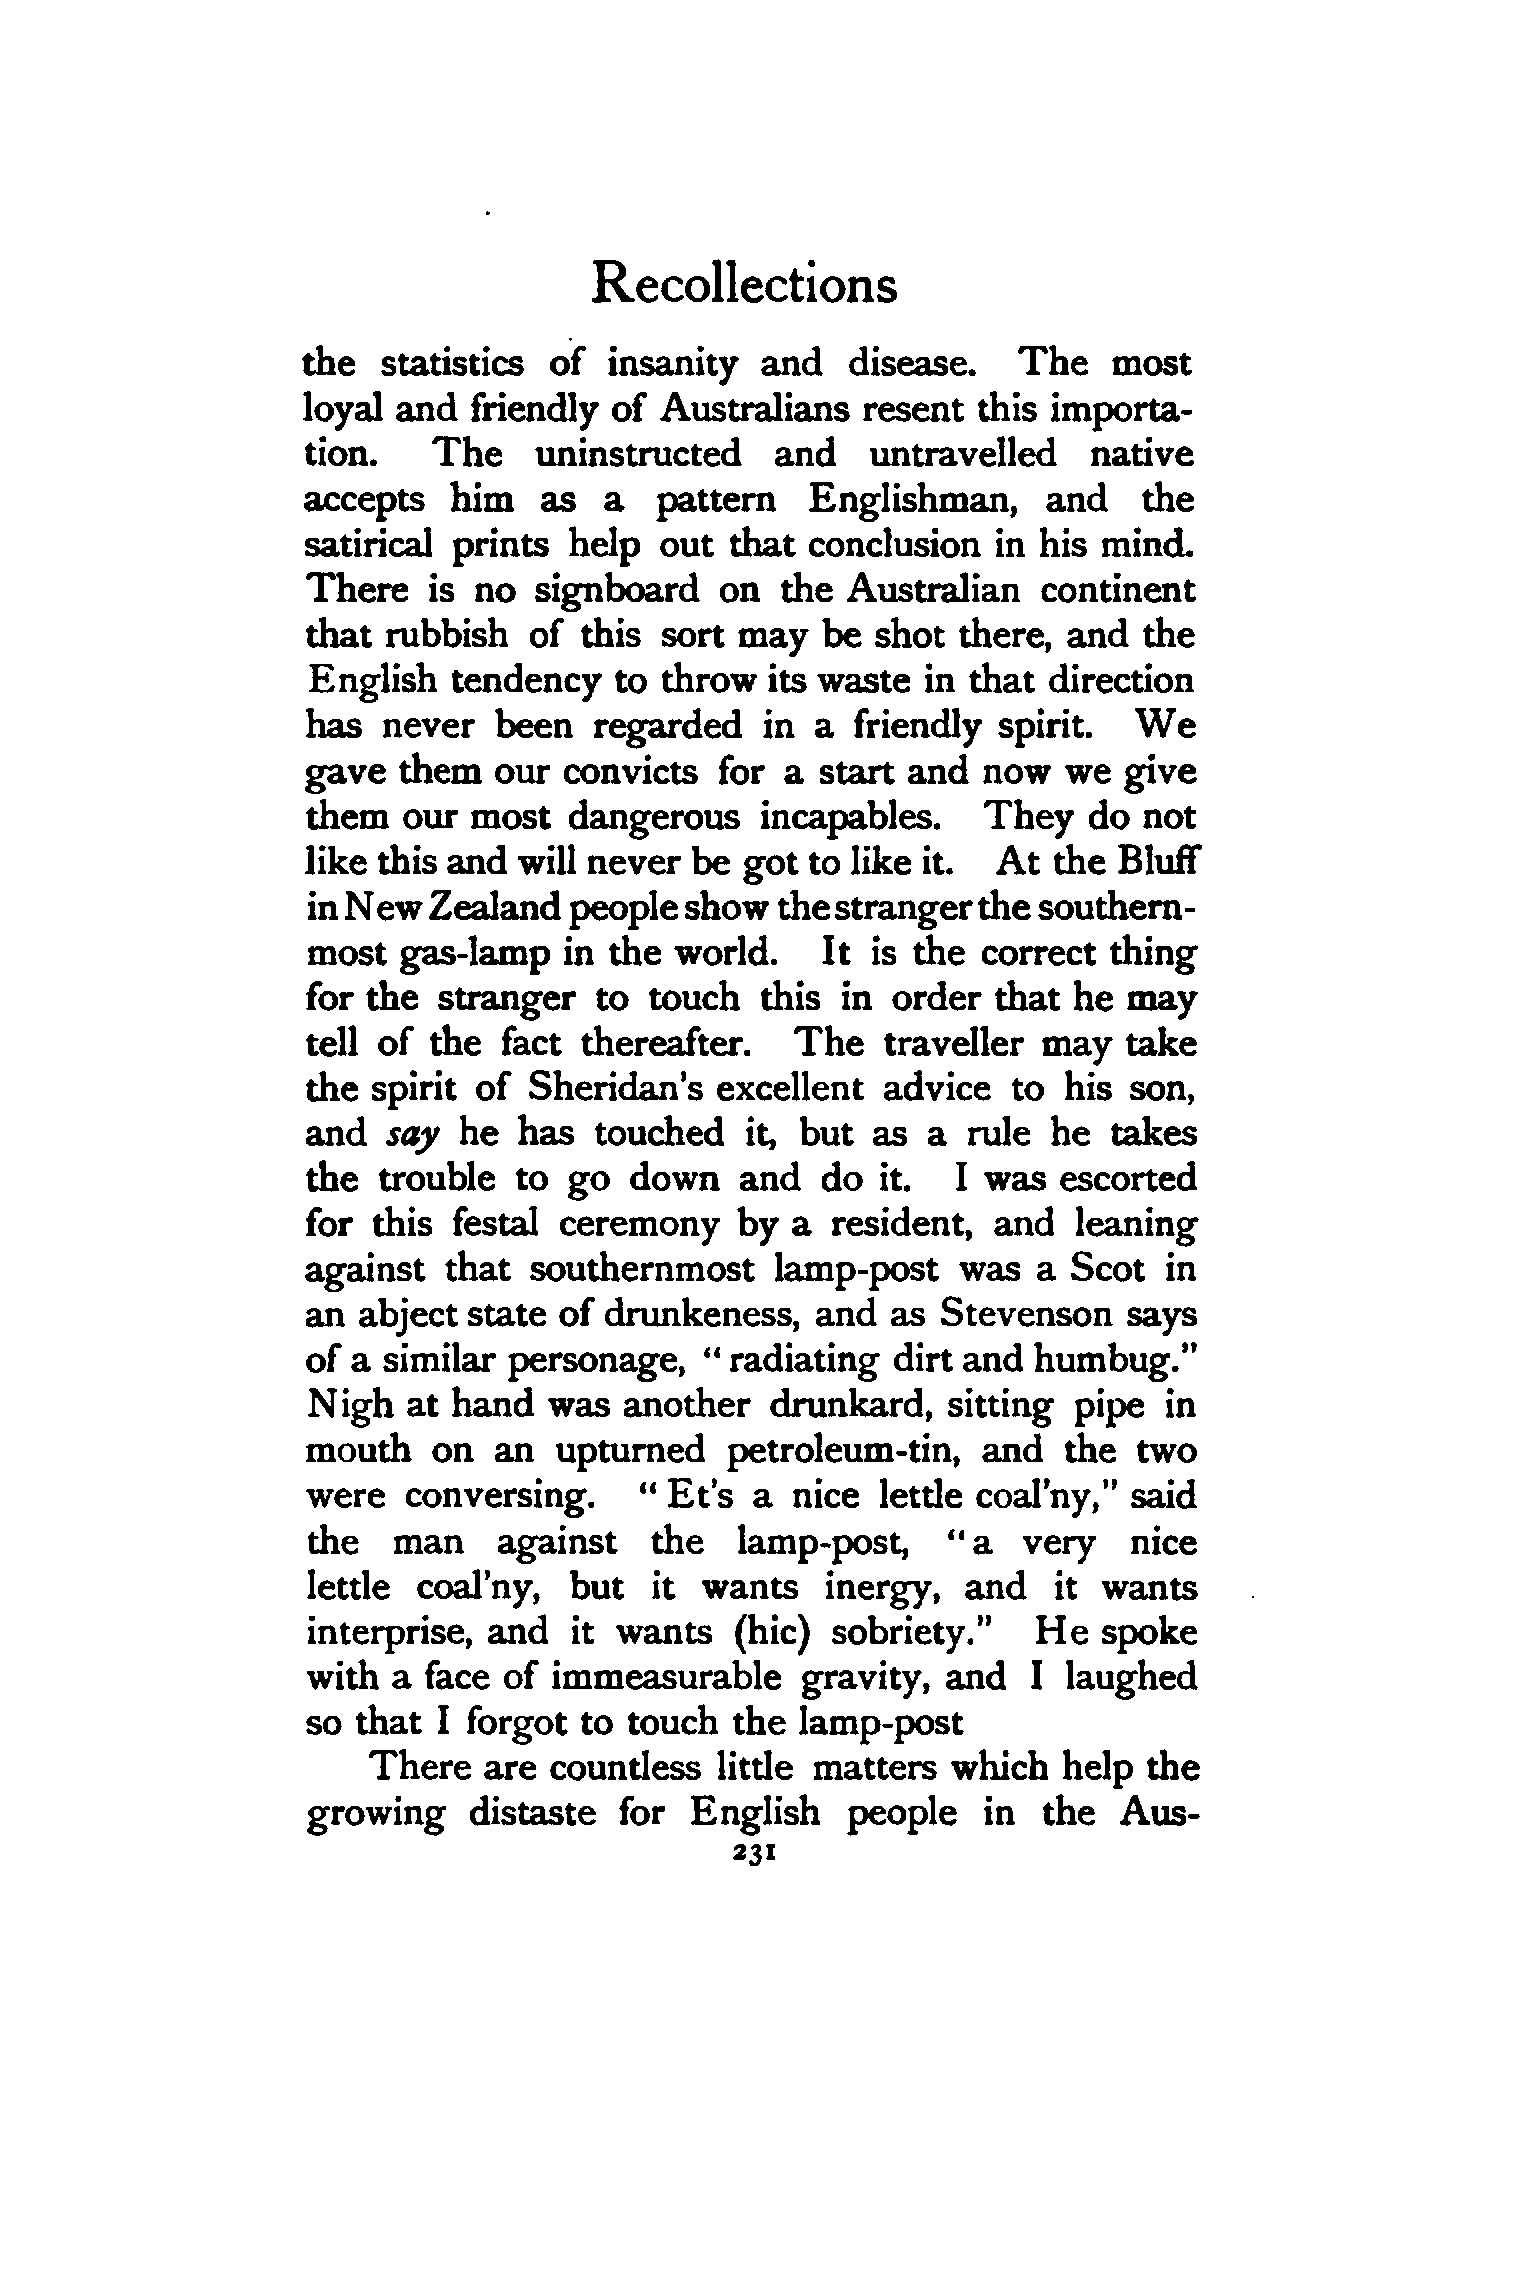 Recollections
the statistics of insanity and disease. The most
loyal and friendly of Australians resent this importa-
tion. The uninstructed and untravelled native
accepts him as a pattern Englishman, and the
satirical prints help out that conclusion in his mind.
There is no signboard on the Australian continent
that rubbish of this sort may be shot there, and the
English tendency to throw its waste in that direction
has never been regarded in a friendly spirit. We
gave them our convicts for a start and now we give
them our most dangerous incapables. They do not
like this and will never be got to like it. At the Bluff
in New Zealand people show the stranger the southern-
most gas-lamp in the world. It is the correct thing
for the stranger to touch this in order that he may
tell of the fact thereafter. The traveller may take
the spirit of Sheridan's excellent advice to his son,
and say he has touched it, but as a rule he takes
the trouble to go down and do it. I was escorted
for this festal ceremony by a resident, and leaning
against that southernmost lamp-post was a Scot in
an abject state of drunkeness, and as Stevenson says
of a similar personage, "radiating dirt and humbug."
Nigh at hand was another drunkard, sitting pipe in
mouth on an upturned petroleum-tin, and the two
were conversing. "Et's a nice lettle coal'ny," said
the man against the lamp-post, "a very nice
lettle coal'ny, but it wants inergy, and it wants
interprise, and it wants (hic) sobriety." He spoke
with a face of immeasurable gravity, and I laughed
so that I forgot to touch the lamp-post
There are countless little matters which help the
growing distaste for English people in the Aus-
231